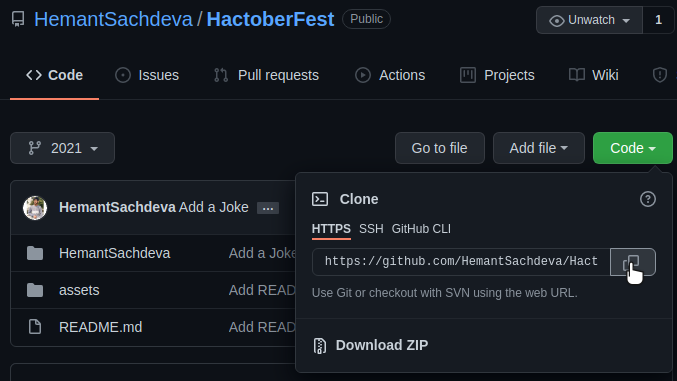 HemantSachdeva / HactoberFest Public Unwatch 1
Code Issues Pull requests Actions Projects Wiki
2021 Go to file Add file Code
HemantSachdeva Add a Joke ...
Clone
HTTPS SSH GitHub CLI
HemantSachdeva Add a Joke
https://github.com/HemantSachdeva/Hact
assets Add READ
Use Git or checkout with SVN using the web URL.
README.md Add READ
Download ZIP